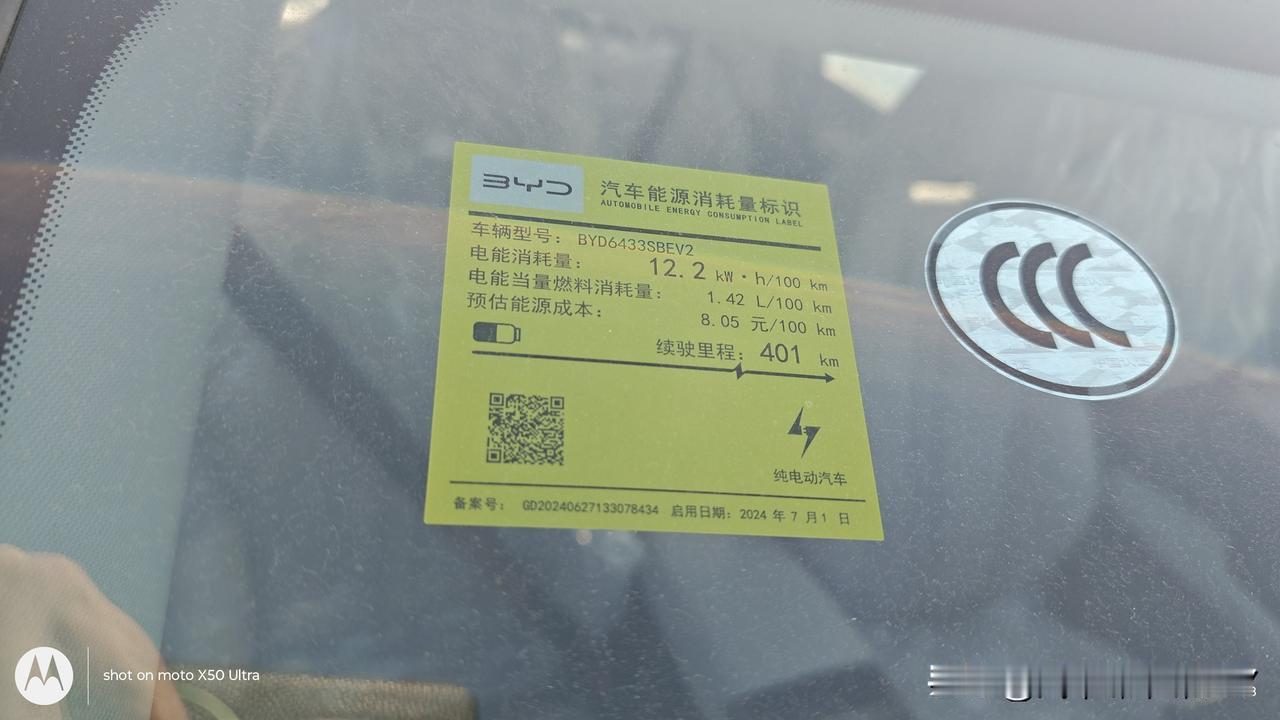 BYD
汽车能源消耗量标识
AUTOMOBILE ENERGY CONSUMPTION LABEL
车辆型号： BYD6433SBEV2
电能消耗量： 12.2 kW·h/100 km
电能当量燃料消耗量： 1.42 L/100 km
预估能源成本： 8.05 元/100 km
续驶里程：401 km
纯电动汽车
备案号： GD20240627133078434 启用日期：2024 年 7 月 1 日
CCC
shot on moto X50 Ultra